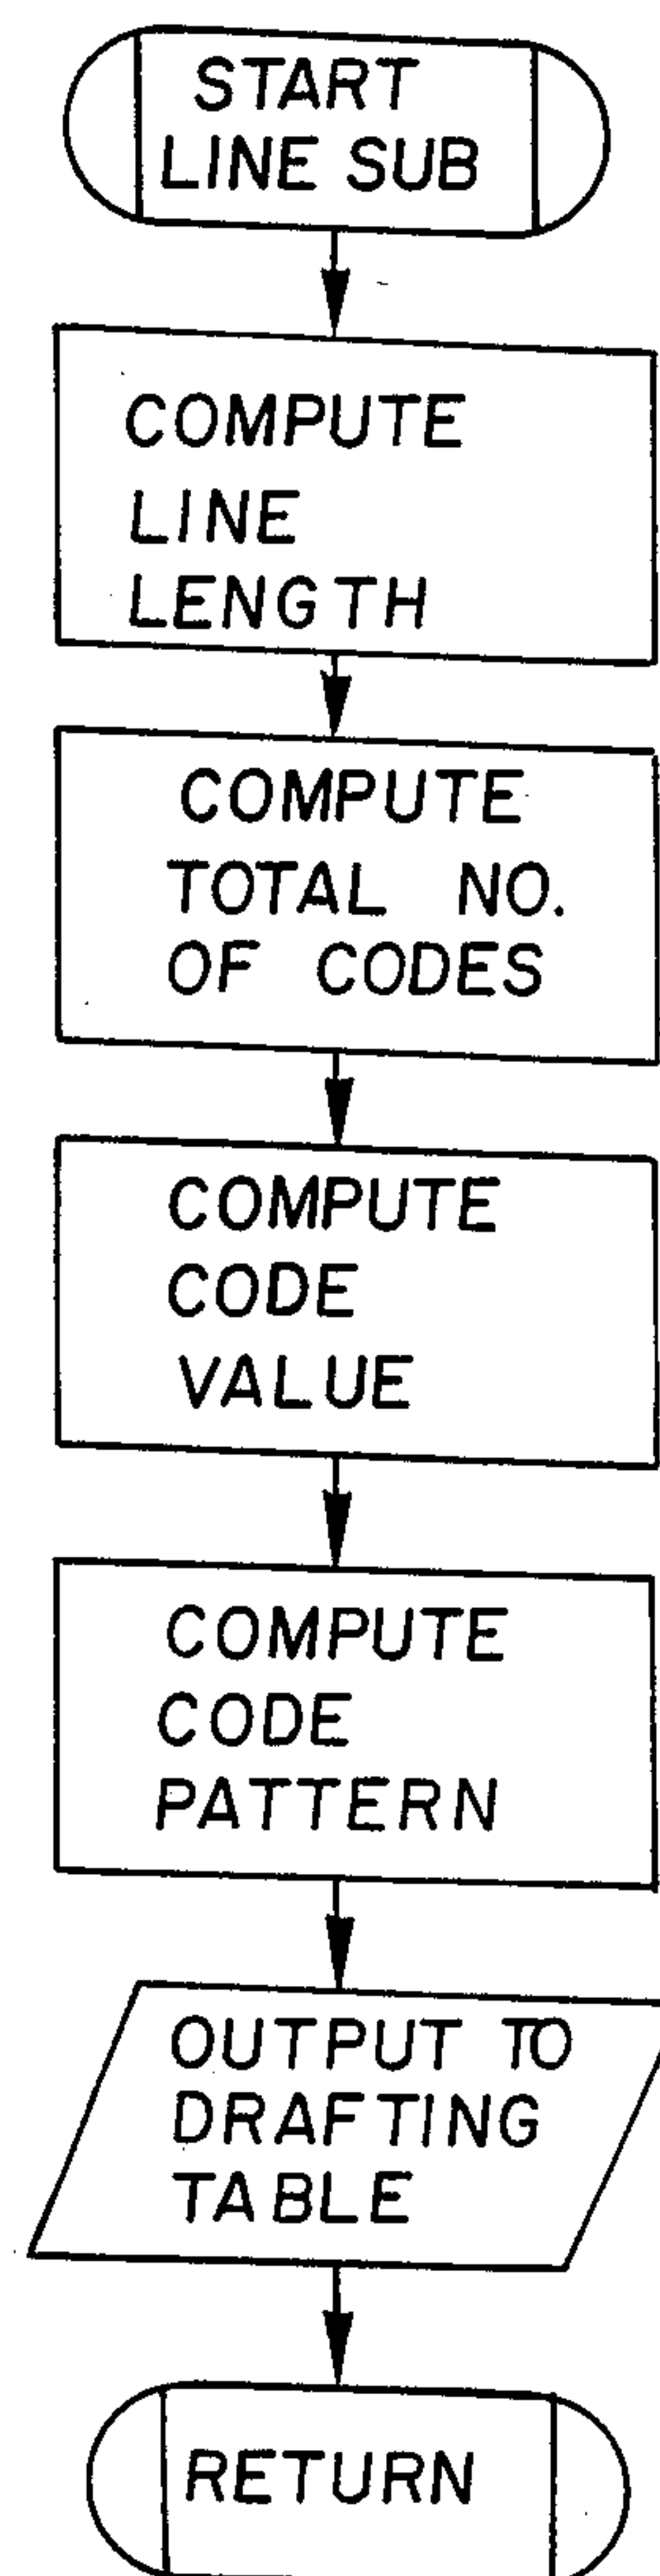 START
LINE SUB
COMPUTE
LINE
LENGTH
COMPUTE
TOTAL NO.
OF CODES
COMPUTE
CODE
VALUE
COMPUTE
CODE
PATTERN
OUTPUT TO
DRAFTING
TABLE
RETURN